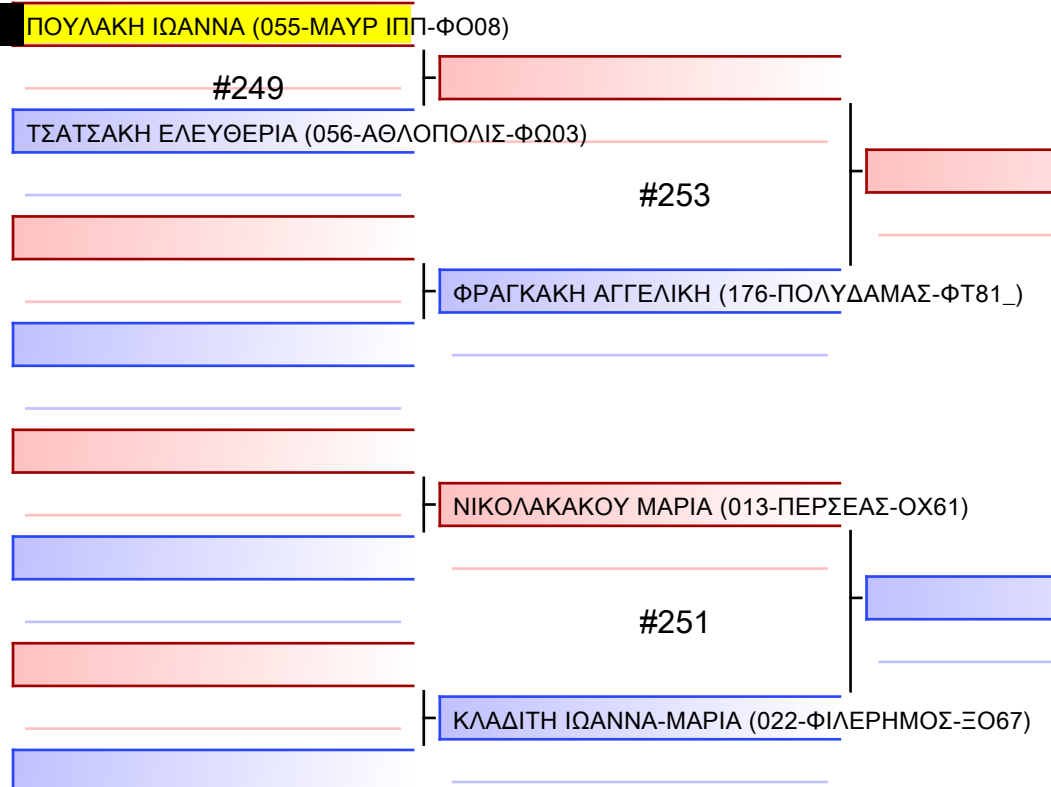 ΠΟΥΛΑΚΗ ΙΩΑΝΝΑ (055-ΜΑΥΡ ΙΠΠ-ΦΟ08)
#249
ΤΣΑΤΣΑΚΗ ΕΛΕΥΘΕΡΙΑ (056-ΑΘΛΟΠΟΛΙΣ-ΦΩ03)
#253
ΦΡΑΓΚΑΚΗ ΑΓΓΕΛΙΚΗ (176-ΠΟΛΥΔΑΜΑΣ-ΦΤ81_)
ΝΙΚΟΛΑΚΑΚΟΥ ΜΑΡΙΑ (013-ΠΕΡΣΕΑΣ-ΟΧ61)
#251
ΚΛΑΔΙΤΗ ΙΩΑΝΝΑ-ΜΑΡΙΑ (022-ΦΙΛΕΡΗΜΟΣ-ΞΟ67)